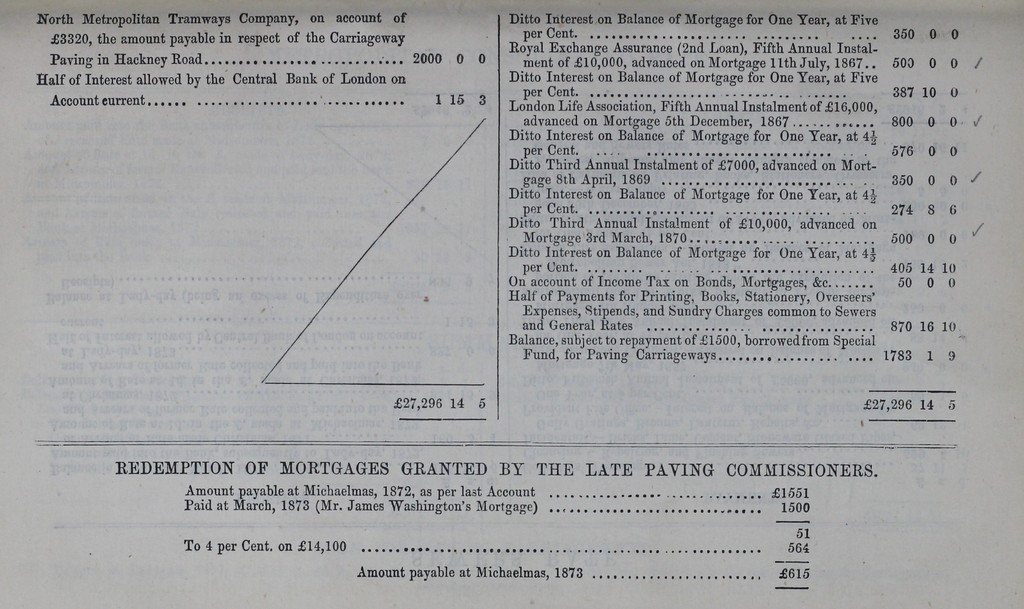 North Metropolitan Tramways Company, on account of
£3320, the amount payable in respect of the Carriageway
Paving in Hackney Road 2000 0 0
Half of Interest allowed by the Central Bank of London on
Account current 1 15 3
£27,296 14 5
Ditto Interest on Balance of Mortgage for One Year, at Five
per Cent. 350 0 0
Royal Exchange Assurance (2nd Loan), Fifth Annual Instal-
ment of £10,000, advanced on Mortgage 11th July, 1867 500 0 0 ✓
Ditto Interest on Balance of Mortgage for One Year, at Five
per Cent. 387 10 0
London Life Association, Fifth Annual Instalment of £16,000,
advanced on Mortgage 5th December, 1867 800 0 0 ✓
Ditto Interest on Balance of Mortgage for One Year, at 4½
per Cent. 576 0 0
Ditto Third Annual Instalment of £7000, advanced on Mort-
gage 8th April, 1869 350 0 0 ✓
Ditto Interest on Balance of Mortgage for One Year, at 4½
per Cent. 274 8 6
Ditto Third Annual Instalment of £10,000, advanced on
Mortgage 3rd March, 1870 500 0 0 ✓
Ditto Interest on Balance of Mortgage for One Year, at 4½
per Cent. 405 14 10
On account of Income Tax on Bonds, Mortgages, &c. 50 0 0
Half of Payments for Printing, Books, Stationery, Overseers'
Expenses, Stipends, and Sundry Charges common to Sewers
and General Rates 870 16 10
Balance, subject to repayment of £1500, borrowed from Special
Fund, for Paving Carriageways 1783 1 9
£27,296 14 5
REDEMPTION OF MORTGAGES GRANTED BY THE LATE PAVING COMMISSIONERS.
Amount payable at Michaelmas, 1872, as per last Account £1551
Paid at March, 1873 (Mr. James Washington's Mortgage) 1500
51
To 4 per Cent. on £14,100 564
Amount payable at Michaelmas, 1873 £615